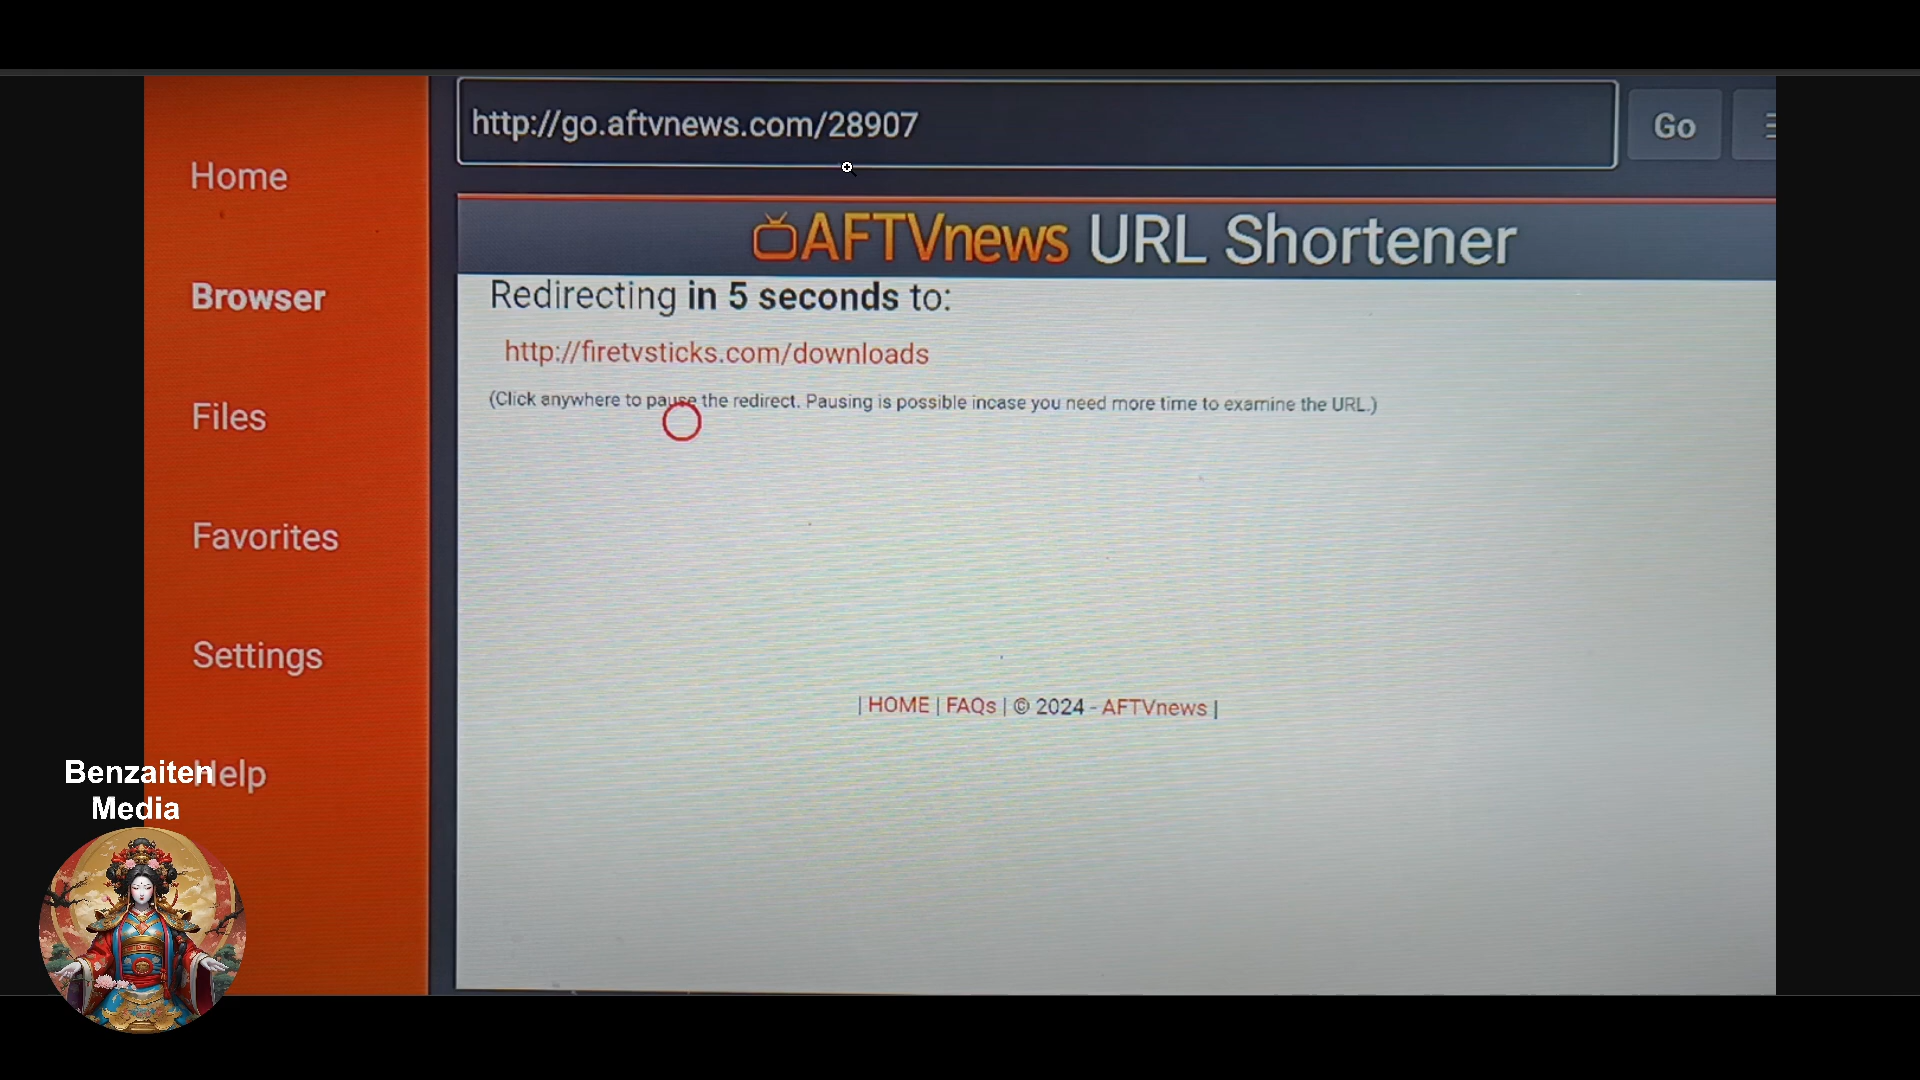 http://go.aftvnews.com/28907
Go
Home
Browser
Files
Favorites
Settings
Help
AFTVnews URL Shortener
Redirecting in 5 seconds to:
http://firetvsticks.com/downloads
(Click anywhere to pause the redirect. Pausing is possible incase you need more time to examine the URL.)
| HOME | FAQs | © 2024 - AFTVnews |
Benzaiten
Media